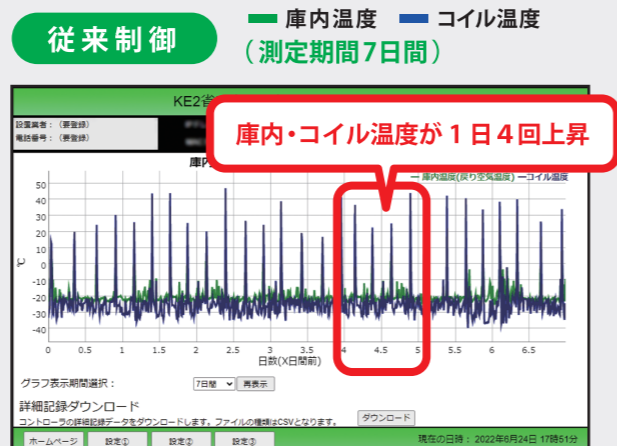 従来制御
庫内温度 コイル温度
(測定期間7日間)
KE2省
設置業者:(要登録)
電話番号:(要登録)
庫内・コイル温度が1日4回上昇
庫内温度(戻り空気温度) コイル温度
50
40
30
20
10
0
-10
-20
-30
-40
℃
0 0.5 1 1.5 2 2.5 3 3.5 4 4.5 5 5.5 6 6.5
日数(X日間前)
グラフ表示期間選択: 7日間 再表示
詳細記録ダウンロード
コントローラの詳細記録データをダウンロードします。ファイルの種類はCSVとなります。 ダウンロード
ホームページ 設定① 設定② 設定③ 現在の日時: 2022年6月24日 17時51分